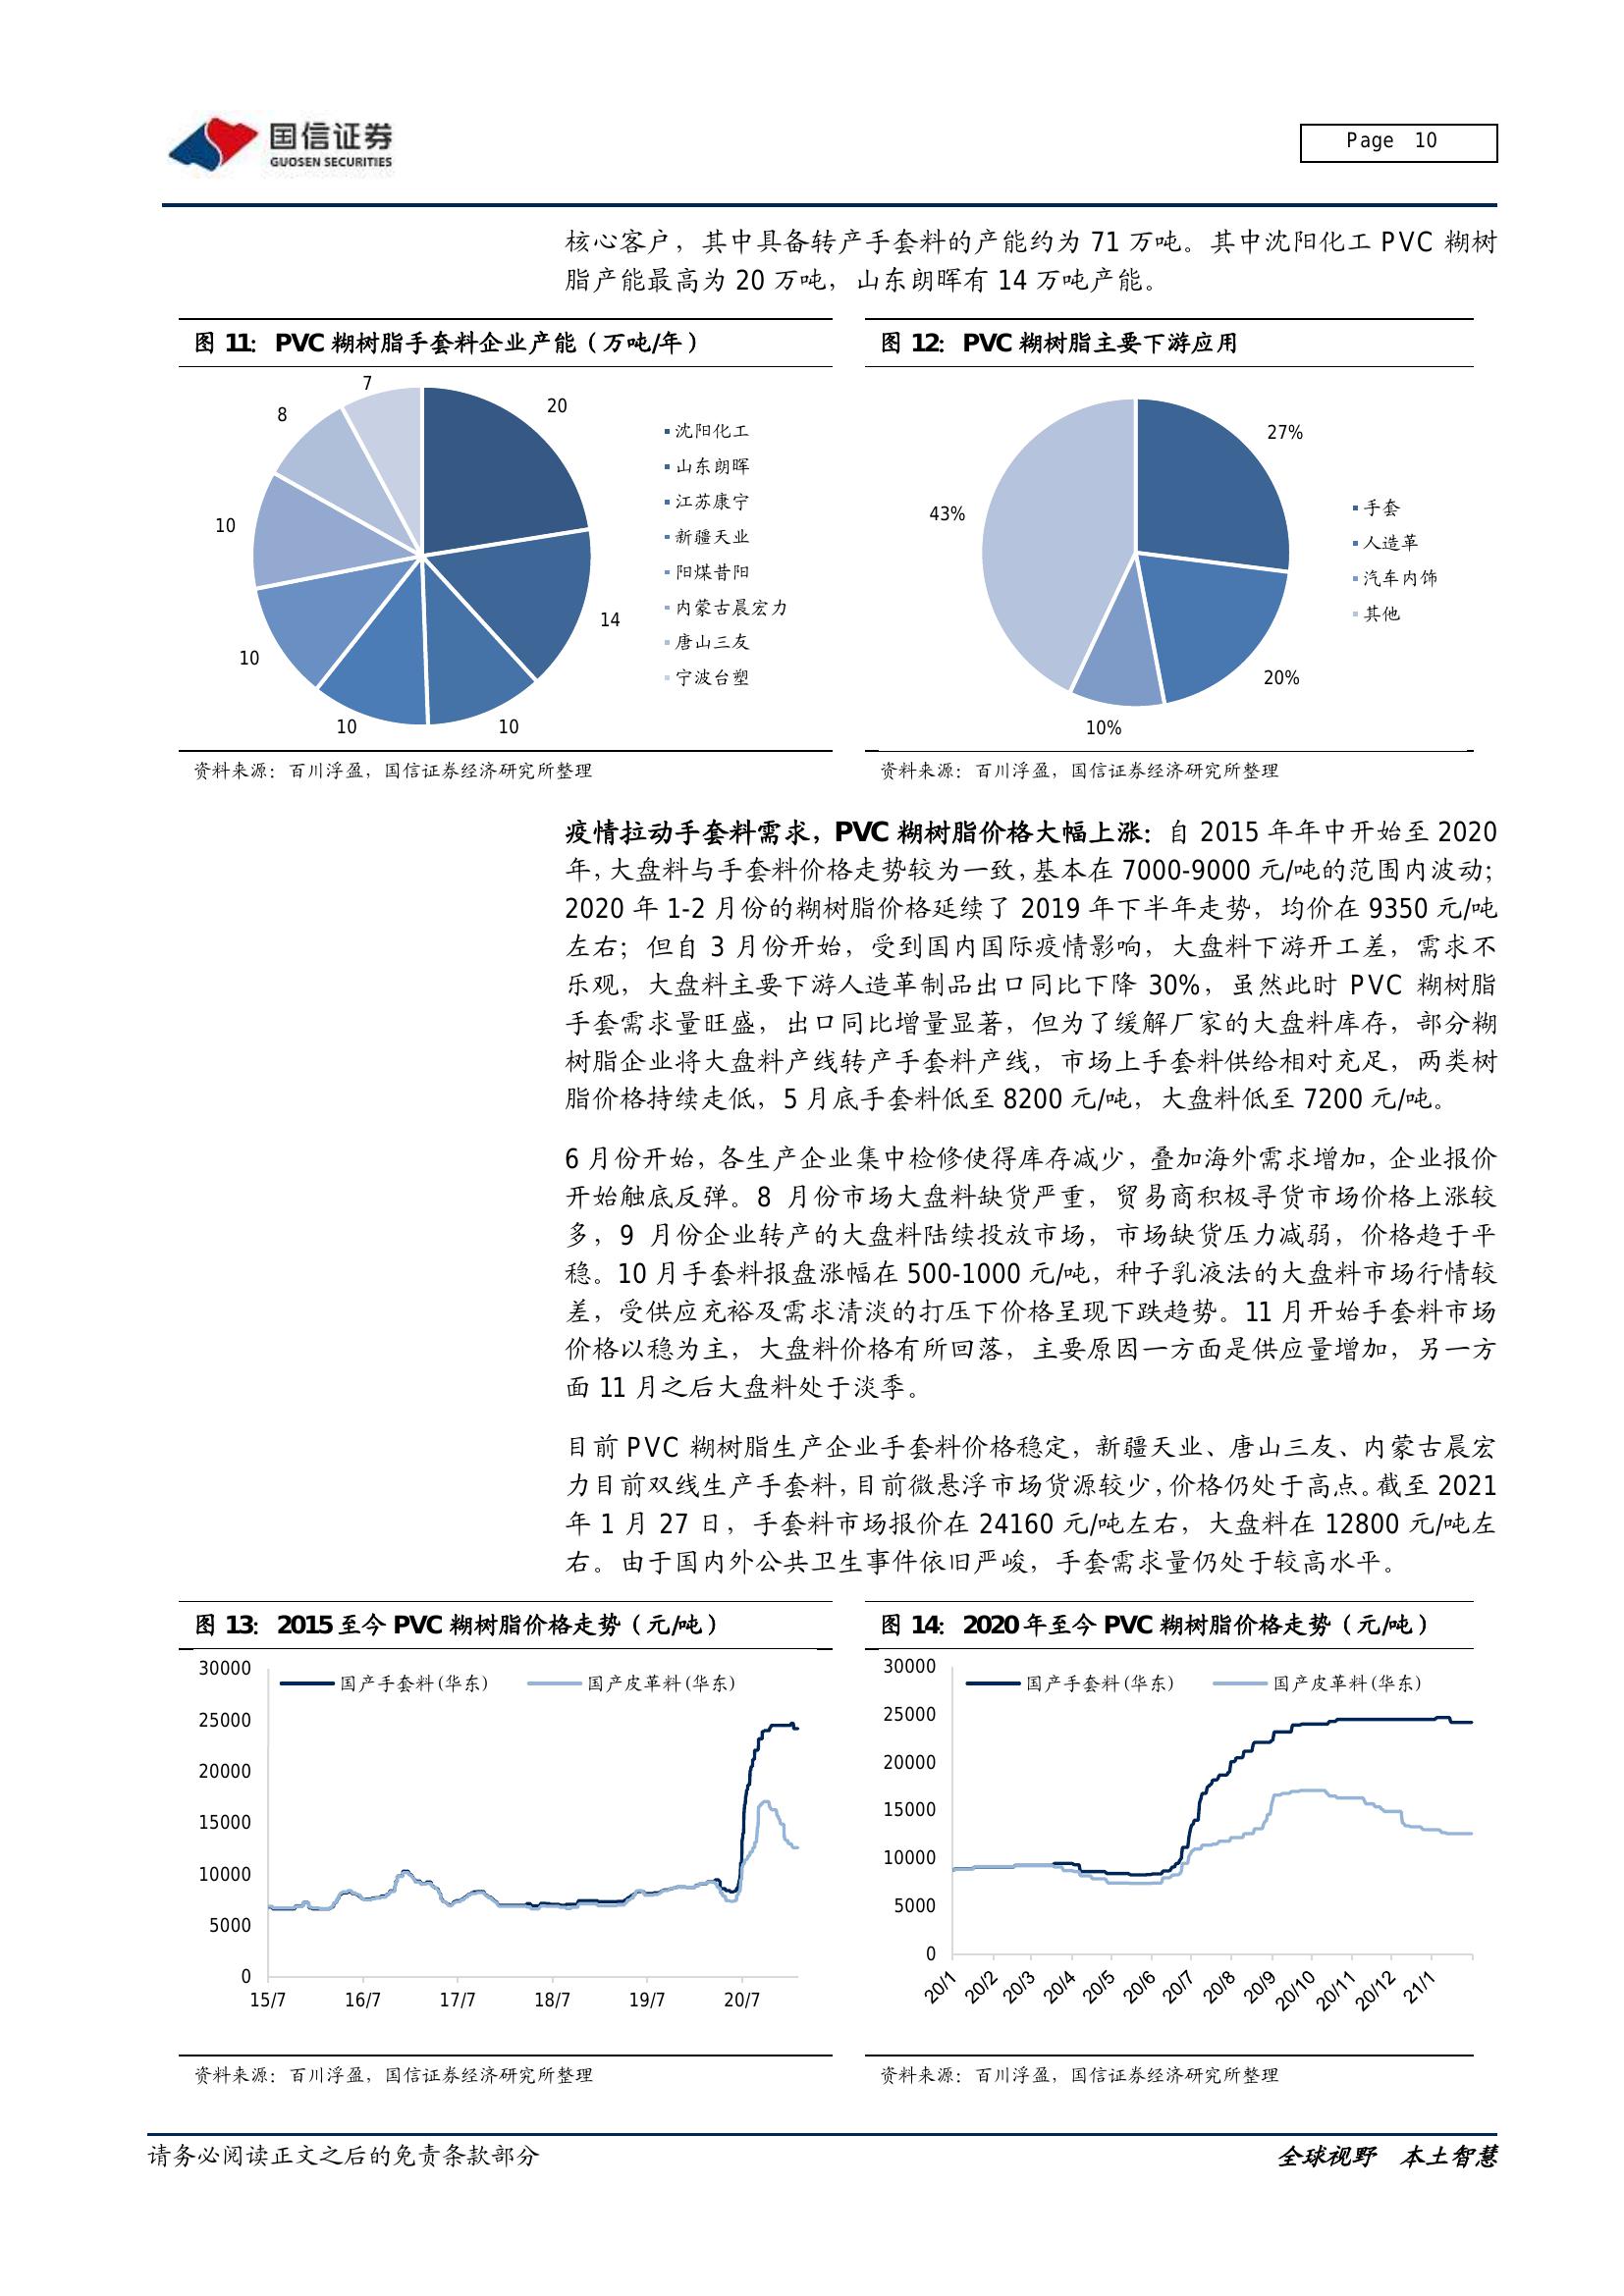 国信证券
GUOSEN SECURITIES
Page 10
核心客户，其中具备转产手套料的产能约为 71 万吨。其中沈阳化工 PVC 糊树
脂产能最高为 20 万吨，山东朗晖有 14 万吨产能。
图 11：PVC 糊树脂手套料企业产能（万吨/年）
20
14
10
10
10
10
8
7
沈阳化工
山东朗晖
江苏康宁
新疆天业
阳煤昔阳
内蒙古晨宏力
唐山三友
宁波台塑
资料来源：百川浮盈，国信证券经济研究所整理
图 12：PVC 糊树脂主要下游应用
27%
20%
10%
43%
手套
人造革
汽车内饰
其他
资料来源：百川浮盈，国信证券经济研究所整理
疫情拉动手套料需求，PVC 糊树脂价格大幅上涨：自 2015 年年中开始至 2020
年，大盘料与手套料价格走势较为一致，基本在 7000-9000 元/吨的范围内波动；
2020 年 1-2 月份的糊树脂价格延续了 2019 年下半年走势，均价在 9350 元/吨
左右；但自 3 月份开始，受到国内国际疫情影响，大盘料下游开工差，需求不
乐观，大盘料主要下游人造革制品出口同比下降 30%，虽然此时 PVC 糊树脂
手套需求量旺盛，出口同比增量显著，但为了缓解厂家的大盘料库存，部分糊
树脂企业将大盘料产线转产手套料产线，市场上手套料供给相对充足，两类树
脂价格持续走低，5 月底手套料低至 8200 元/吨，大盘料低至 7200 元/吨。
6 月份开始，各生产企业集中检修使得库存减少，叠加海外需求增加，企业报价
开始触底反弹。8 月份市场大盘料缺货严重，贸易商积极寻货市场价格上涨较
多，9 月份企业转产的大盘料陆续投放市场，市场缺货压力减弱，价格趋于平
稳。10 月手套料报盘涨幅在 500-1000 元/吨，种子乳液法的大盘料市场行情较
差，受供应充裕及需求清淡的打压下价格呈现下跌趋势。11 月开始手套料市场
价格以稳为主，大盘料价格有所回落，主要原因一方面是供应量增加，另一方
面 11 月之后大盘料处于淡季。
目前 PVC 糊树脂生产企业手套料价格稳定，新疆天业、唐山三友、内蒙古晨宏
力目前双线生产手套料，目前微悬浮市场货源较少，价格仍处于高点。截至 2021
年 1 月 27 日，手套料市场报价在 24160 元/吨左右，大盘料在 12800 元/吨左
右。由于国内外公共卫生事件依旧严峻，手套需求量仍处于较高水平。
图 13：2015 至今 PVC 糊树脂价格走势（元/吨）
国产手套料(华东) 国产皮革料(华东)
30000
25000
20000
15000
10000
5000
0
15/7 16/7 17/7 18/7 19/7 20/7
资料来源：百川浮盈，国信证券经济研究所整理
图 14：2020 年至今 PVC 糊树脂价格走势（元/吨）
国产手套料(华东) 国产皮革料(华东)
30000
25000
20000
15000
10000
5000
0
20/1 20/2 20/3 20/4 20/5 20/6 20/7 20/8 20/9 20/10 20/11 20/12 21/1
资料来源：百川浮盈，国信证券经济研究所整理
请务必阅读正文之后的免责条款部分
全球视野 本土智慧